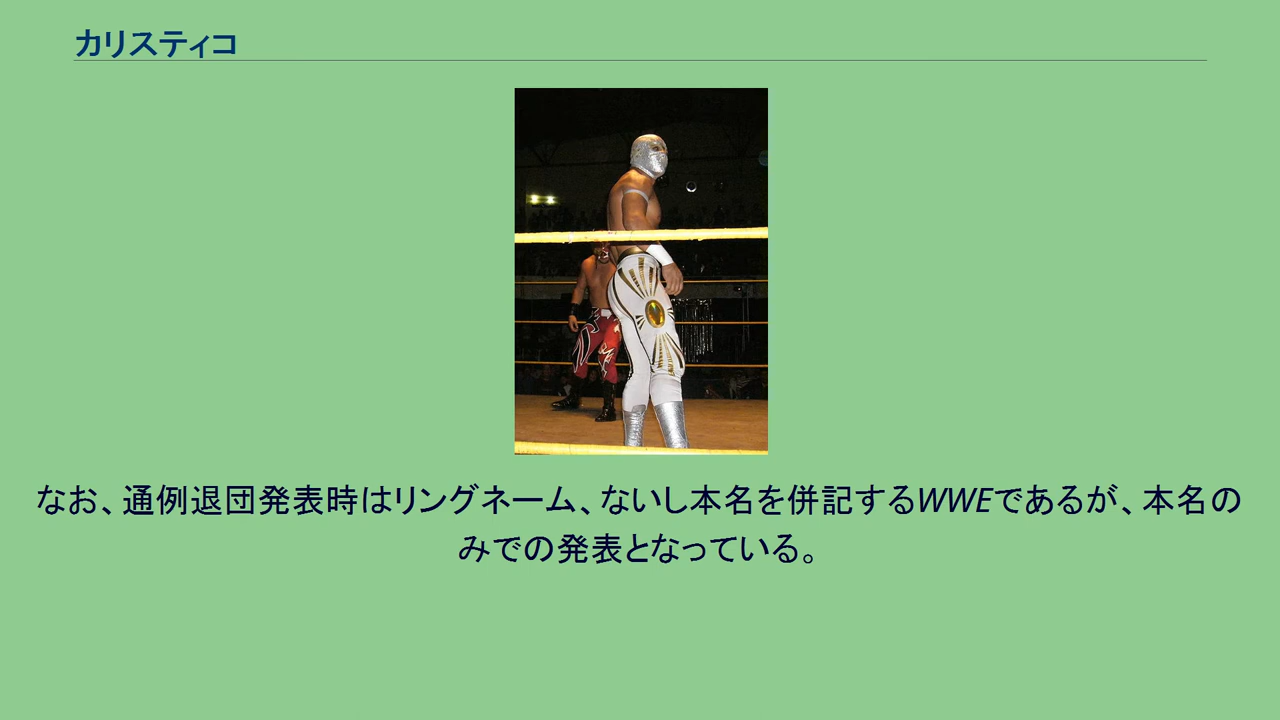 カリスティコ
なお、通例退団発表時はリングネーム、ないし本名を併記するWWEであるが、本名の
みでの発表となっている。